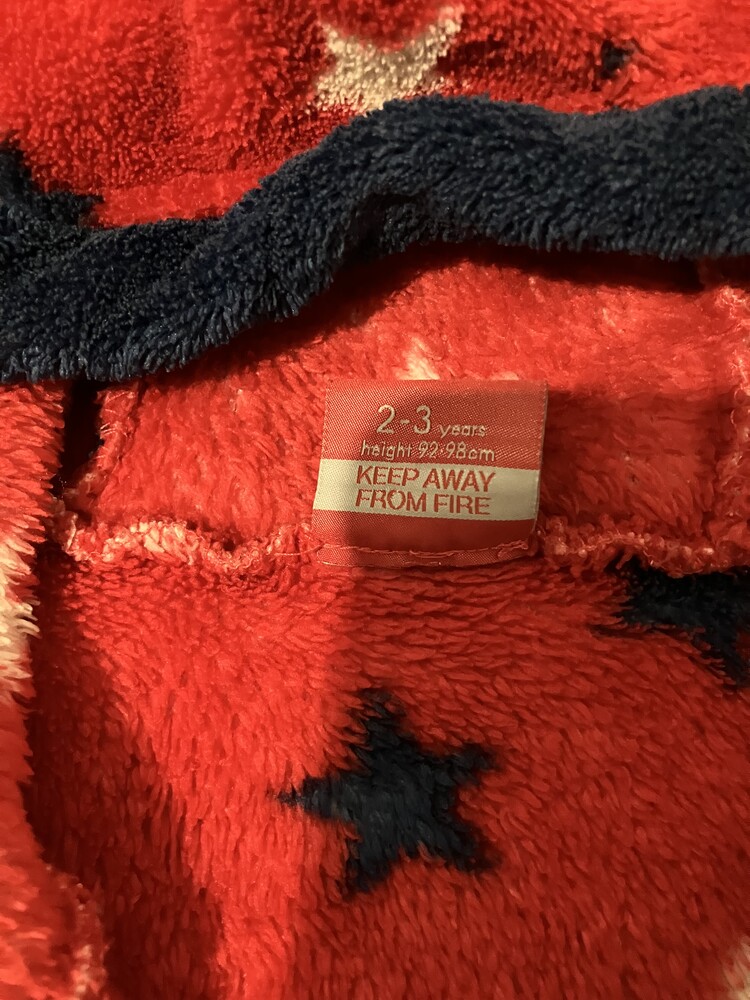 2-3 years
height 92-98cm
KEEP AWAY
FROM FIRE